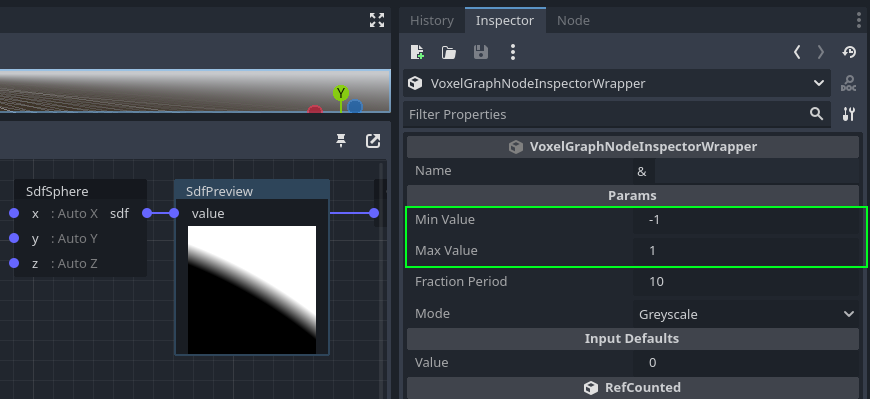 History Inspector Node
VoxelGraphNodeInspectorWrapper
DOC
Filter Properties
VoxelGraphNodeInspectorWrapper
Name &
Params
Min Value -1
Max Value 1
Fraction Period 10
Mode Greyscale
Input Defaults
Value 0
RefCounted
Y
SdfSphere
x : Auto X sdf
y : Auto Y
z : Auto Z
SdfPreview
value